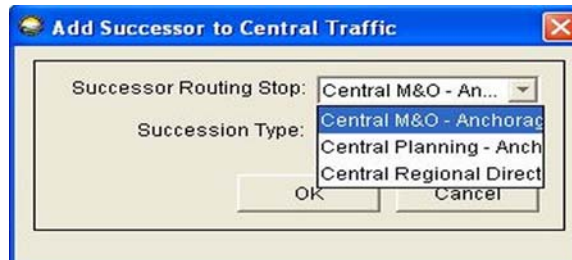 Add Successor to Central Traffic
Successor Routing Stop: Central M&O - An...
Central M&O - Anchorag
Succession Type:
Central Planning - Anch
Central Regional Direct
OK Cancel